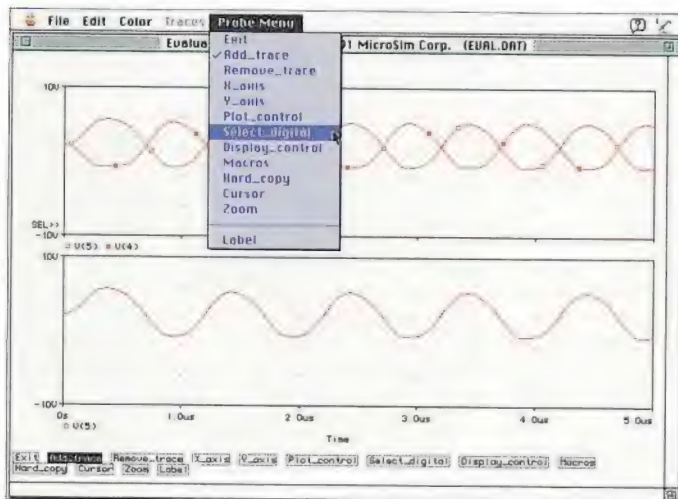 File Edit Color Traces Probe Menu
Evalua 01 MicroSim Corp. (EVAL.DAT)
Exit
✓Add_trace
Remove_trace
X_axis
Y_axis
Plot_control
Select_digital
Display_control
Macros
Hard_copy
Cursor
Zoom
Label
10V
SEL>>
-10V
V(5) V(4)
10V
-10V
0s 1.0us 2.0us 3.0us 4.0us 5.0us
V(5)
Time
Exit Add_trace Remove_trace X_axis Y_axis Plot_control Select_digital Display_control Macros
Hard_copy Cursor Zoom Label